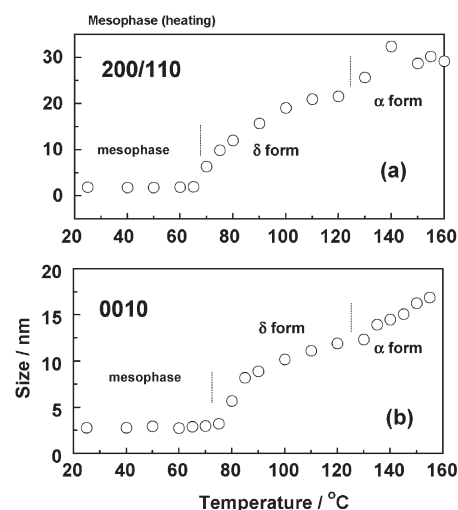 Mesophase (heating)
30
200/110
20
α form
10
mesophase
δ form
(a)
0
20 40 60 80 100 120 140 160
20
0010
15
δ form
10
mesophase
α form
5
(b)
0
20 40 60 80 100 120 140 160
Size / nm
Temperature / °C